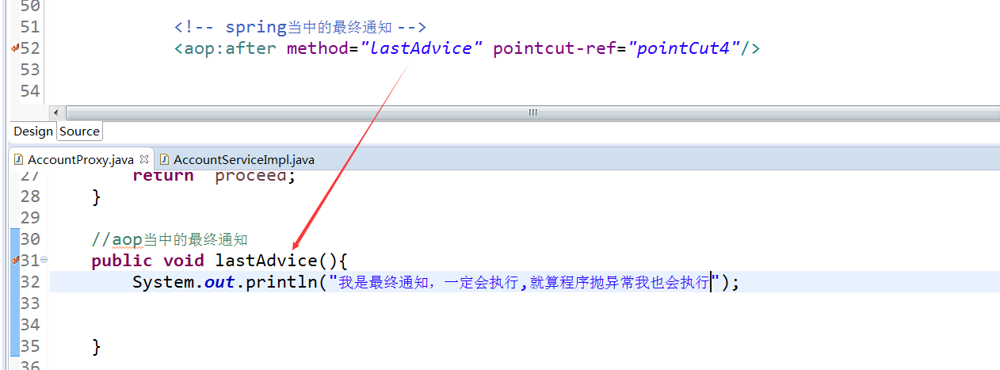 50
51 <!-- spring当中的最终通知 -->
52 <aop:after method="lastAdvice" pointcut-ref="pointCut4"/>
53
54
Design Source
AccountProxy.java AccountServiceImpl.java
27 return proceed;
28 }
29
30 //aop当中的最终通知
31 public void lastAdvice(){
32 System.out.println("我是最终通知，一定会执行,就算程序抛异常我也会执行");
33
34
35 }
36